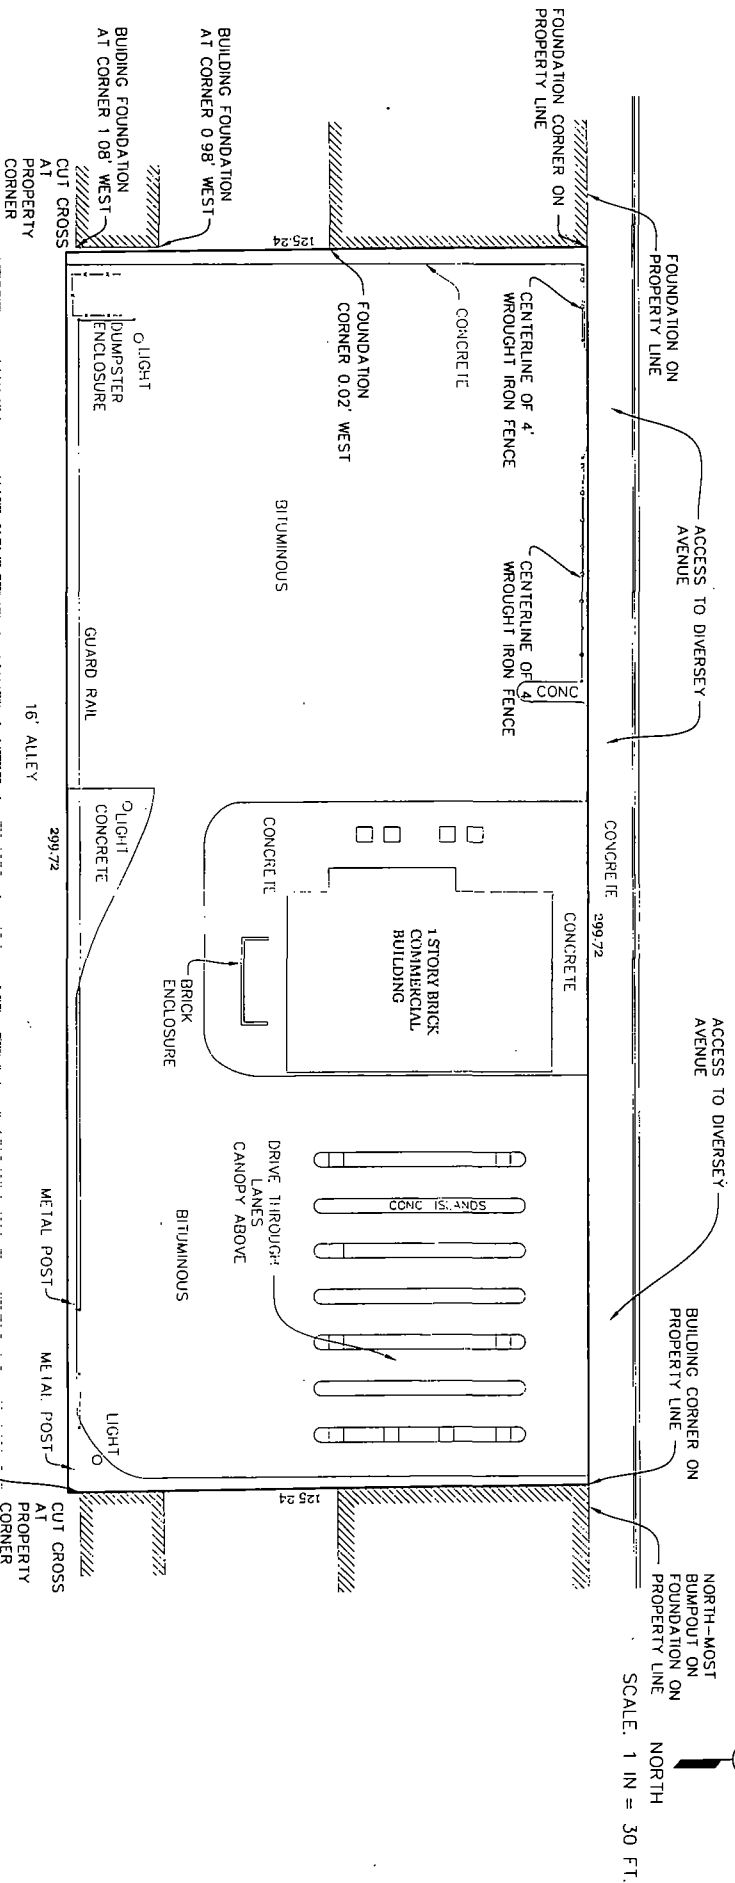 FOUNDATION CORNER ON
PROPERTY LINE
FOUNDATION ON
PROPERTY LINE
ACCESS TO DIVERSEY
AVENUE
ACCESS TO DIVERSEY
AVENUE
BUILDING CORNER ON
PROPERTY LINE
NORTH-MOST
BUMPOUT ON
FOUNDATION ON
PROPERTY LINE
NORTH
SCALE. 1 IN = 30 FT.
BUILDING FOUNDATION
AT CORNER 0 98' WEST
BUIDING FOUNDATION
AT CORNER 1 08' WEST
CUT CROSS
AT
PROPERTY
CORNER
125.24
FOUNDATION
CORNER 0.02' WEST
CONCRETE
CENTERLINE OF 4'
WROUGHT IRON FENCE
CENTERLINE OF
4' WROUGHT IRON FENCE
CONC
LIGHT
DUMPSTER
ENCLOSURE
BITUMINOUS
GUARD RAIL
16' ALLEY
299.72
LIGHT
CONCRETE
CONCRETE
299.72
CONCRETE
CONCRETE
1 STORY BRICK
COMMERCIAL
BUILDING
BRICK
ENCLOSURE
DRIVE THROUGH
LANES
CANOPY ABOVE
CONC ISLANDS
BITUMINOUS
METAL POST
METAL POST
LIGHT
125 24
CUT CROSS
AT
PROPERTY
CORNER